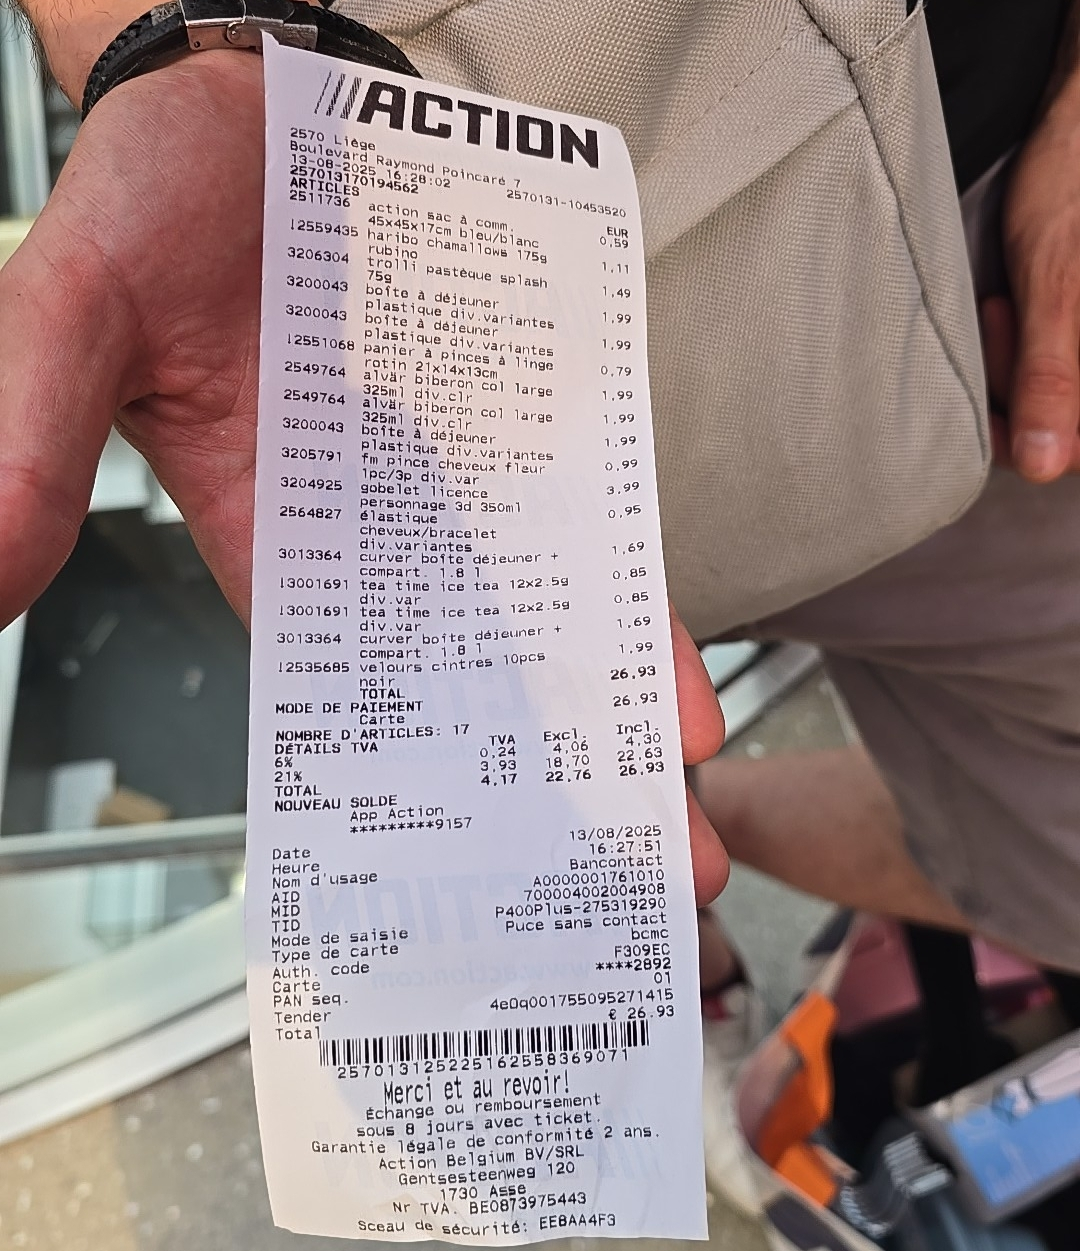 ///ACTION
2570 Liège
Boulevard Raymond Poincaré 7
13-08-2025 16:28:02 2570131-10453520
257013170194562
ARTICLES EUR
2511736 action sac à comm. 0,59
45x45x17cm bleu/blanc
12559435 haribo chamallows 175g 1,11
rubino
3206304 trolli pastèque splash 1,49
75g
3200043 boîte à déjeuner 1,99
plastique div.variantes
3200043 boîte à déjeuner 1,99
plastique div.variantes
12551068 panier à pinces à linge 0,79
rotin 21x14x13cm
2549764 alvär biberon col large 1,99
325ml div.clr
2549764 alvär biberon col large 1,99
325ml div.clr
3200043 boîte à déjeuner 1,99
plastique div.variantes
3205791 fm pince cheveux fleur 0,99
1pc/3p div.var
3204925 gobelet licence 3,99
personnage 3d 350ml
2564827 élastique 0,95
cheveux/bracelet
div.variantes
3013364 curver boîte déjeuner + 1,69
compart. 1.8 l
13001691 tea time ice tea 12x2.5g 0,85
div.var
13001691 tea time ice tea 12x2.5g 0,85
div.var
3013364 curver boîte déjeuner + 1,69
compart. 1.8 l
12535685 velours cintres 10pcs 1,99
noir
TOTAL 26,93
MODE DE PAIEMENT
Carte 26,93
NOMBRE D'ARTICLES: 17
DÉTAILS TVA TVA Excl. Incl.
6% 0,24 4,06 4,30
21% 3,93 18,70 22,63
TOTAL 4,17 22,76 26,93
NOUVEAU SOLDE
App Action
*********9157
Date 13/08/2025
Heure 16:27:51
Nom d'usage Bancontact
AID A0000001761010
MID 700004002004908
TID P400Plus-275319290
Mode de saisie Puce sans contact
Type de carte bcmc
Auth. code F309EC
Carte ****2892
PAN seq. 01
Tender 4e0q001755095271415
Total € 26.93
257013125225162558369071
Merci et au revoir!
Échange ou remboursement
sous 8 jours avec ticket.
Garantie légale de conformité 2 ans.
Action Belgium BV/SRL
Gentsesteenweg 120
1730 Asse
Nr TVA. BE0873975443
Sceau de sécurité: EE8AA4F3